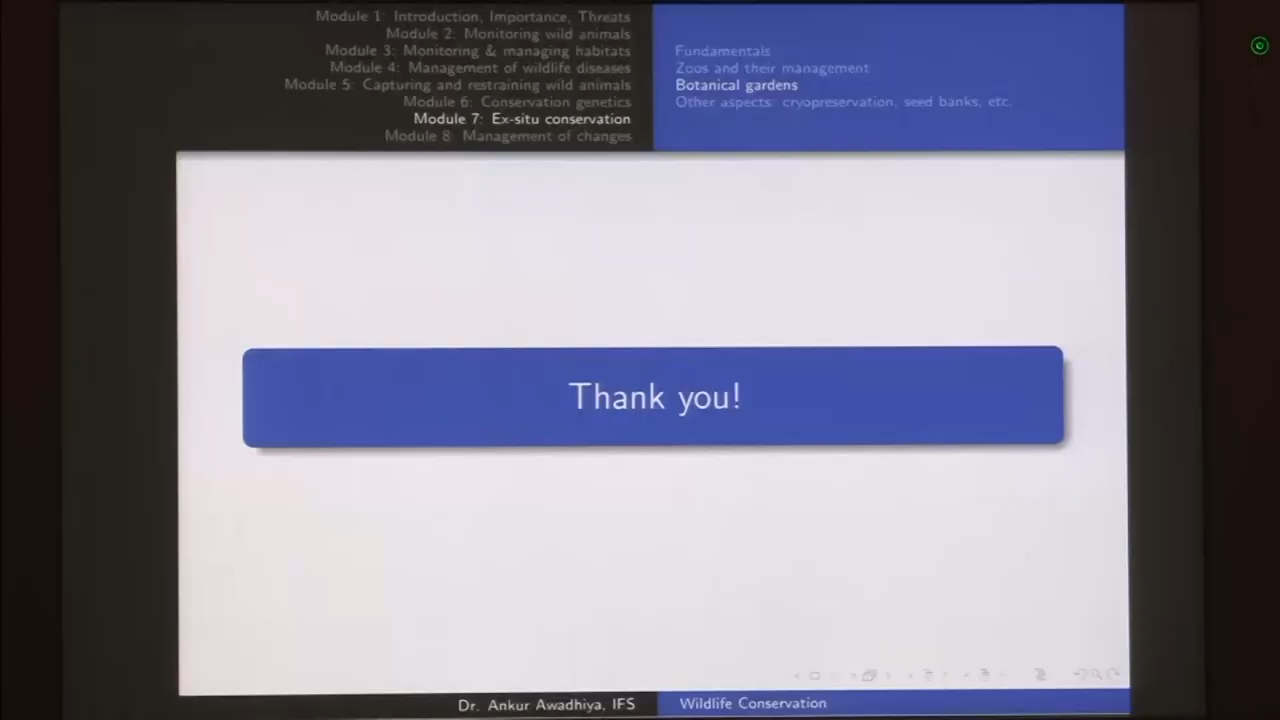 Module 1: Introduction, Importance, Threats
Module 2: Monitoring wild animals
Module 3: Monitoring & managing habitats
Module 4: Management of wildlife diseases
Module 5: Capturing and restraining wild animals
Module 6: Conservation genetics
Module 7: Ex-situ conservation
Module 8: Management of changes
Fundamentals
Zoos and their management
Botanical gardens
Other aspects: cryopreservation, seed banks, etc.
Thank you!
Dr. Ankur Awadhiya, IFS
Wildlife Conservation